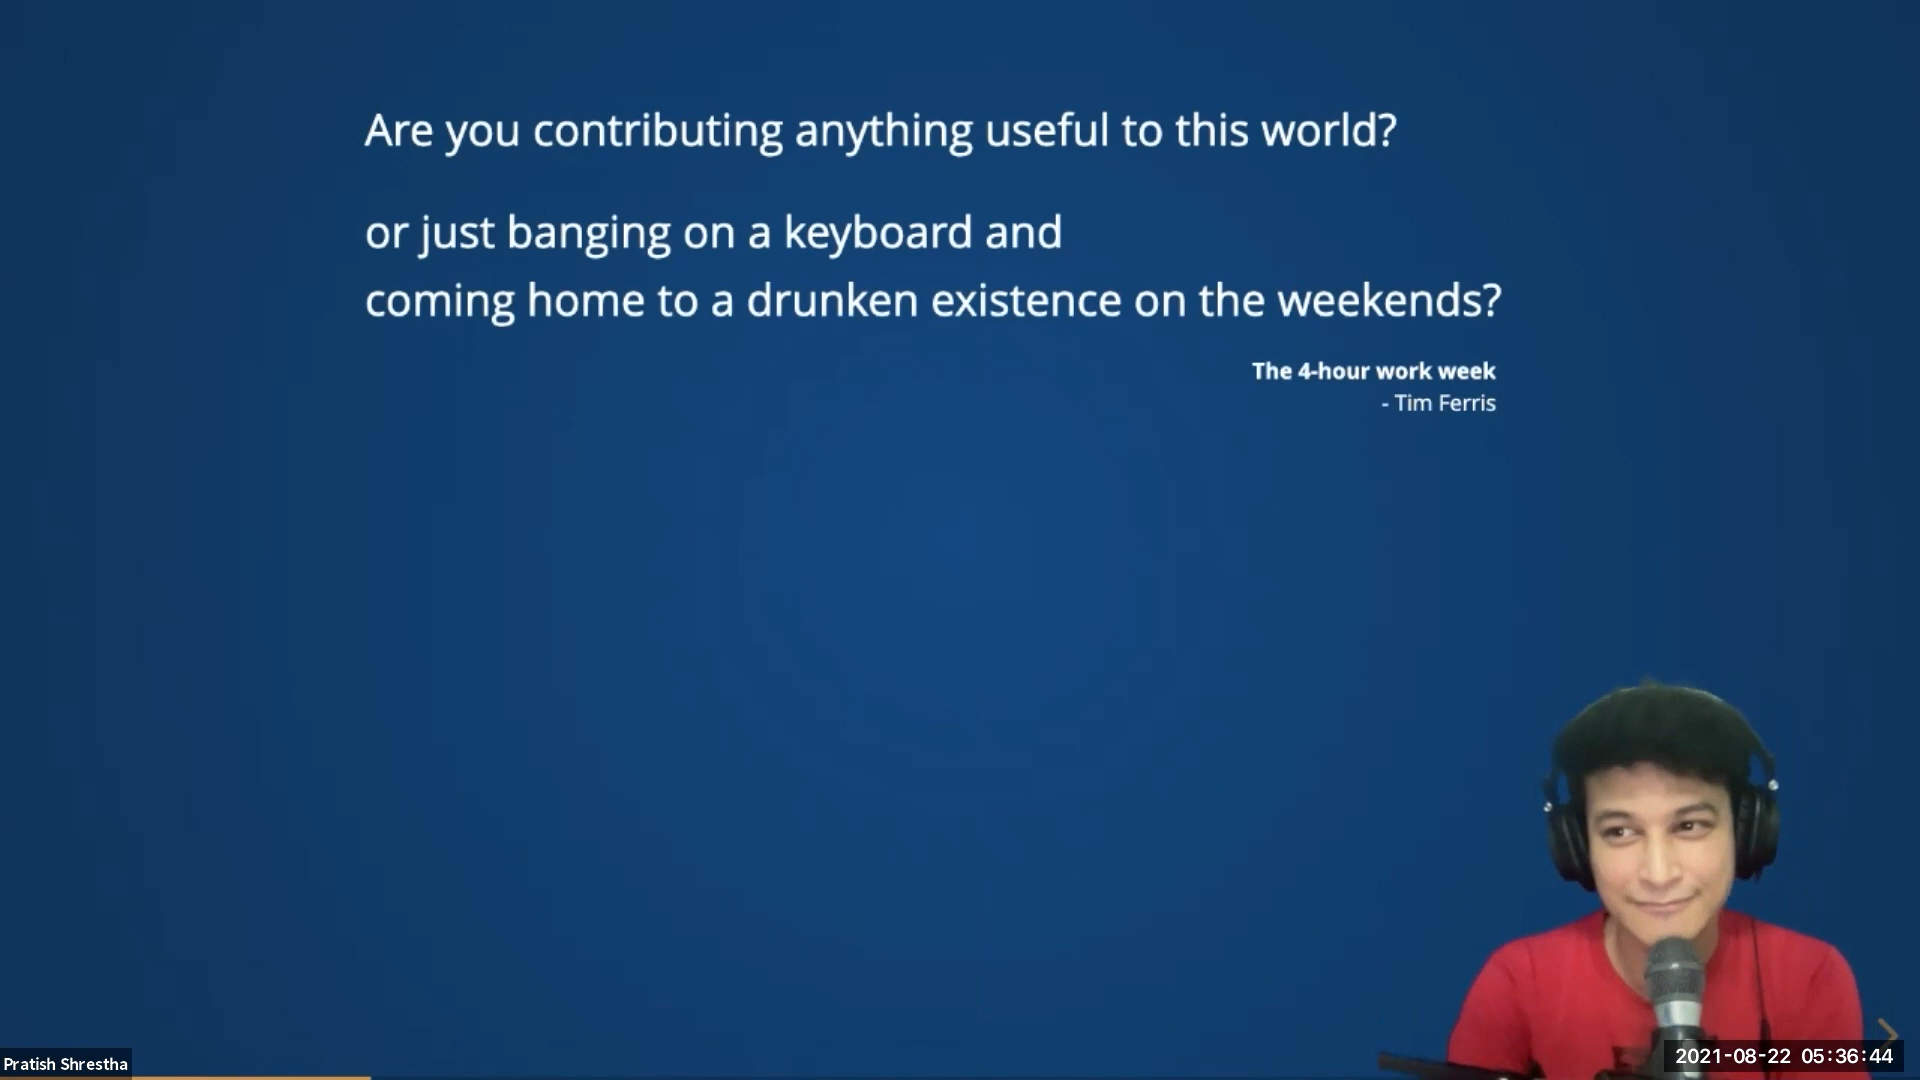 Are you contributing anything useful to this world?
or just banging on a keyboard and
coming home to a drunken existence on the weekends?
The 4-hour work week
- Tim Ferris
Pratish Shrestha
2021-08-22 05:36:44